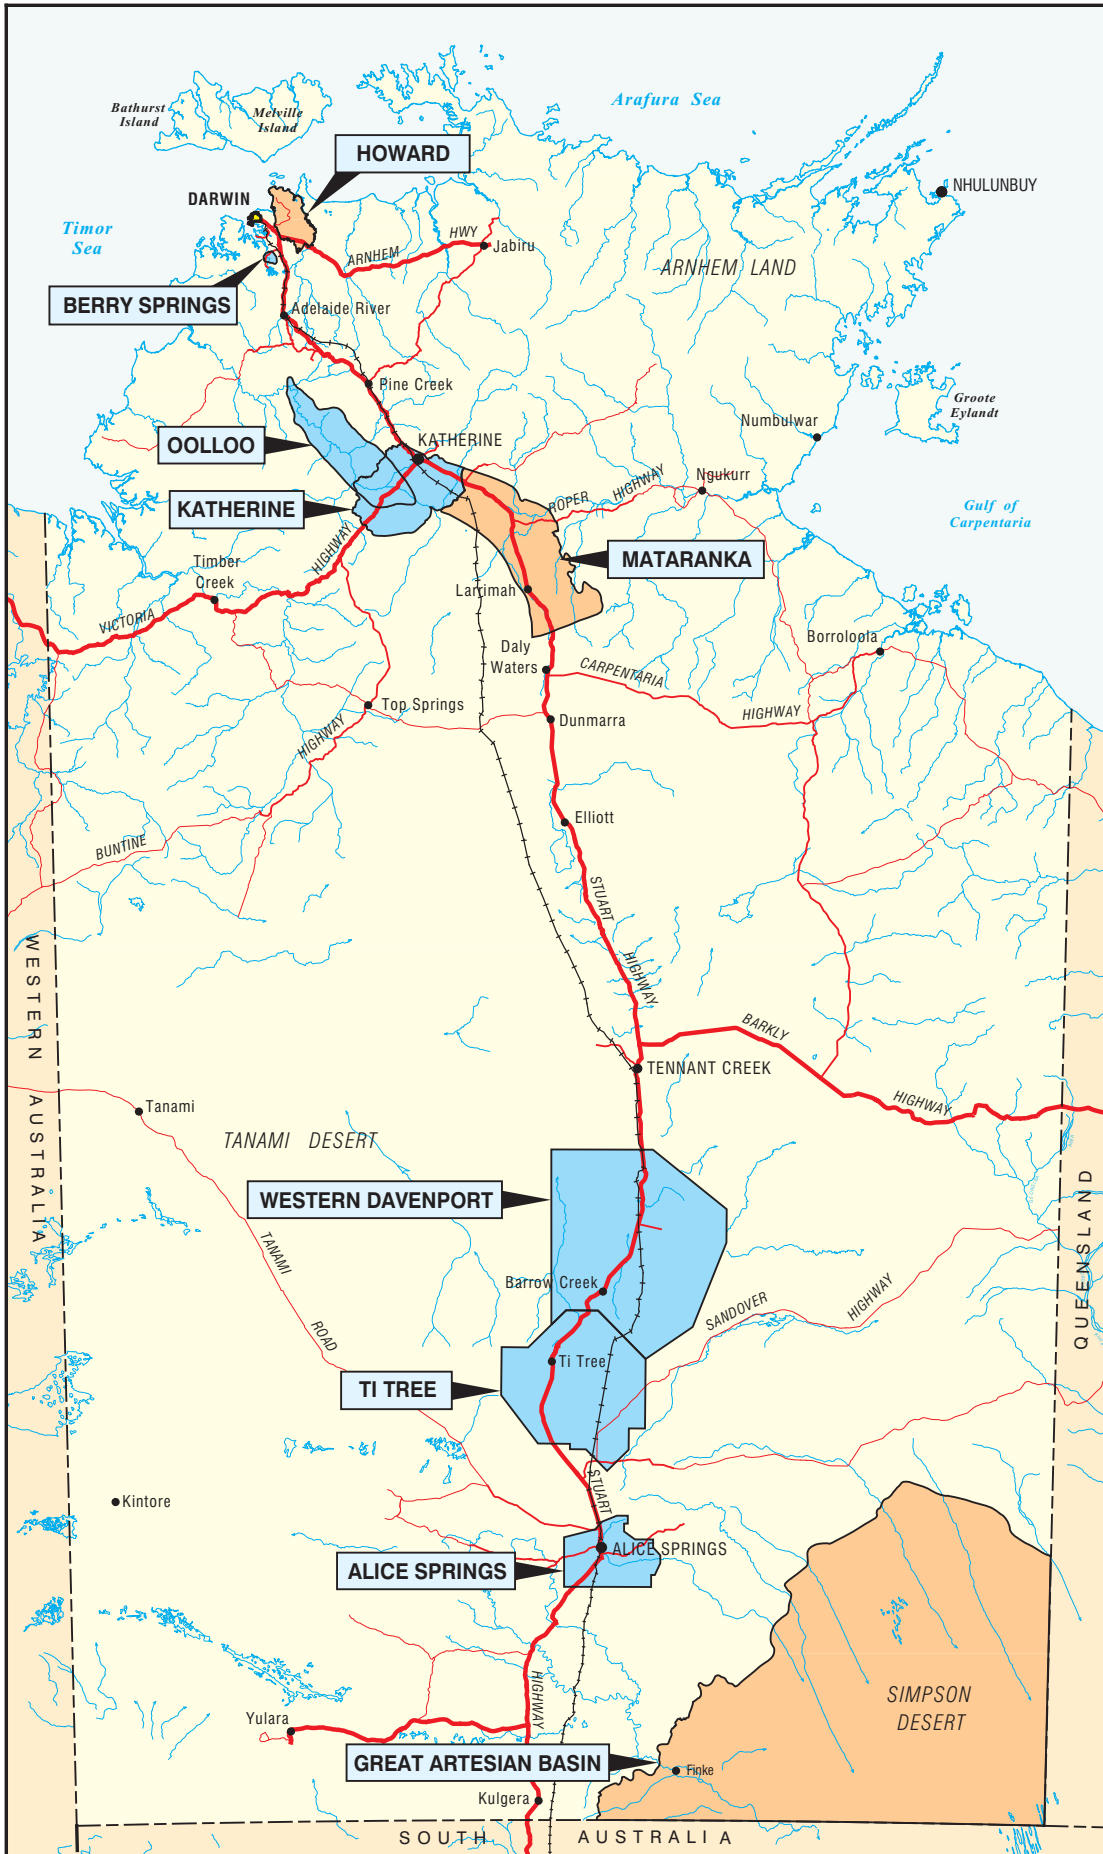 Arafura Sea
Bathurst
Island
Melville
Island
HOWARD
DARWIN
NHULUNBUY
Timor
Sea
ARNHEM
HWY
Jabiru
ARNHEM LAND
BERRY SPRINGS
Adelaide River
Pine Creek
Groote
Eylandt
Numbulwar
OOLLOO
KATHERINE
KATHERINE
ROPER
HIGHWAY
Ngukurr
Gulf of
Carpentaria
HIGHWAY
MATARANKA
Timber
Creek
Larrimah
VICTORIA
Daly
Waters
CARPENTARIA
HIGHWAY
Borroloola
Top Springs
Dunmarra
HIGHWAY
BUNTINE
Elliott
STUART
HIGHWAY
WESTERN AUSTRALIA
BARKLY
HIGHWAY
TENNANT CREEK
Tanami
TANAMI DESERT
WESTERN DAVENPORT
TANAMI
ROAD
Barrow Creek
SANDOVER
HIGHWAY
QUEENSLAND
Ti Tree
TI TREE
STUART
Kintore
ALICE SPRINGS
ALICE SPRINGS
HIGHWAY
SIMPSON
DESERT
Yulara
GREAT ARTESIAN BASIN
Finke
Kulgera
SOUTH AUSTRALIA